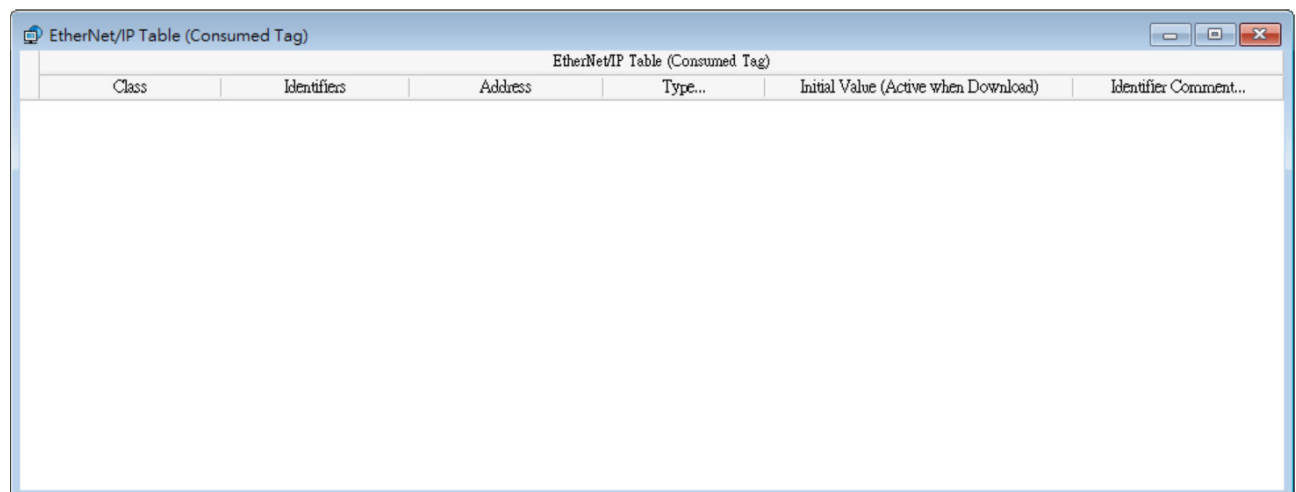 EtherNet/IP Table (Consumed Tag)
EtherNet/IP Table (Consumed Tag)
Class Identifiers Address Type... Initial Value (Active when Download) Identifier Comment...